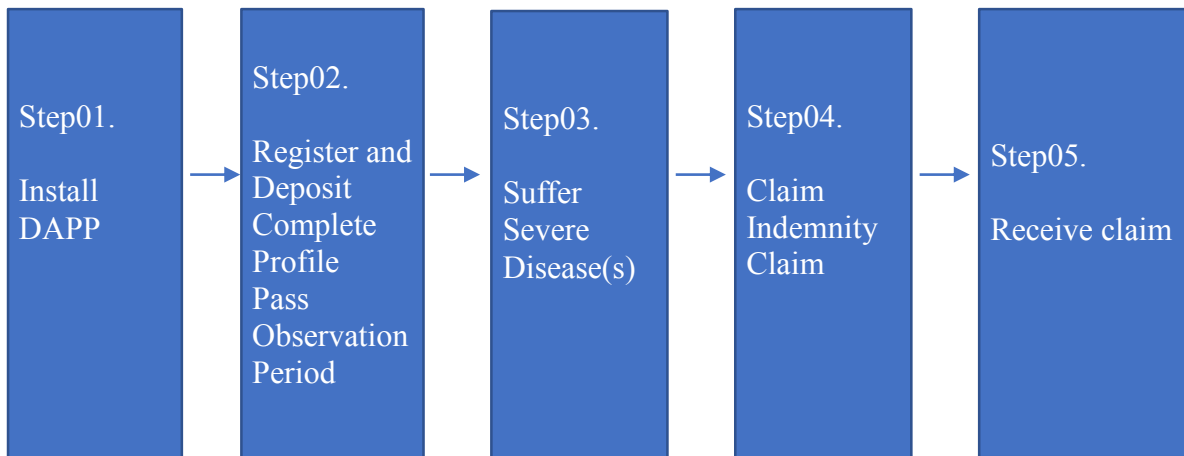 Step01.
Install
DAPP
Step02.
Register and
Deposit
Complete
Profile
Pass
Observation
Period
Step03.
Suffer
Severe
Disease(s)
Step04.
Claim
Indemnity
Claim
Step05.
Receive claim